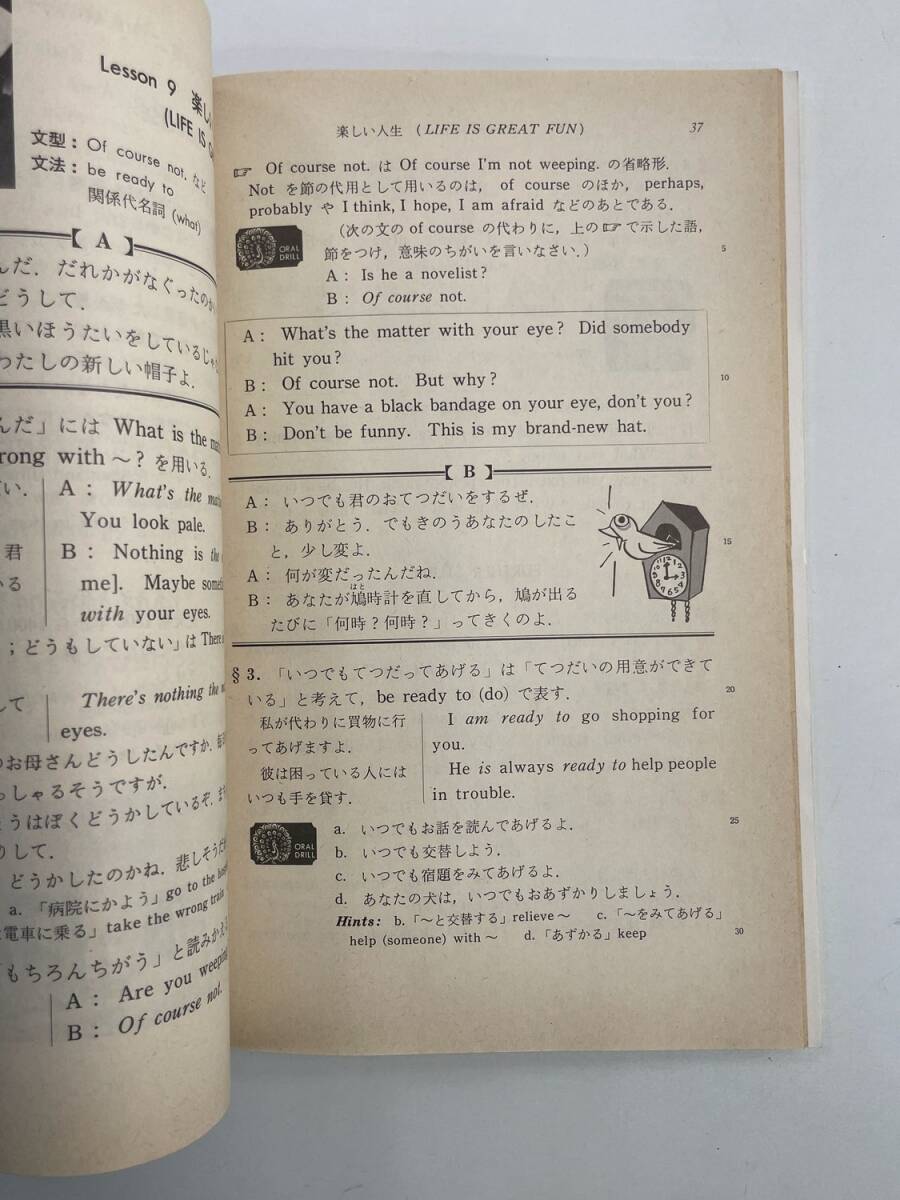 Lesson 9 楽し
(LIFE IS G
文型：Of course not. など
文法：be ready to
関係代名詞 (what)
【 A 】
んだ．だれかがなぐったのか
どうして．
黒いほうたいをしているじゃ
わたしの新しい帽子よ．
んだ」には What is the ma
rong with ～? を用いる．
A： What's the ma
You look pale.
B： Nothing is the
me]. Maybe some
with your eyes.
；どうもしていない」は There
There's nothing the
eyes.
のお母さんどうしたんですか．毎
っしゃるそうですが．
ょうはぼくどうかしているぞ．まち
りして．
どうかしたのかね．悲しそうだ
a. 「病院にかよう」go to the hos
電車に乗る」take the wrong train
「もちろんちがう」と読みかえ
A： Are you weeping
B： Of course not.
楽しい人生 (LIFE IS GREAT FUN) 37
☞ Of course not. は Of course I'm not weeping. の省略形．
Not を節の代用として用いるのは， of course のほか， perhaps,
probably や I think, I hope, I am afraid などのあとである．
（次の文の of course の代わりに，上の☞で示した語，
ORAL DRILL
節をつけ，意味のちがいを言いなさい．） 5
A： Is he a novelist?
B： Of course not.
A： What's the matter with your eye? Did somebody
hit you?
B： Of course not. But why? 10
A： You have a black bandage on your eye, don't you?
B： Don't be funny. This is my brand-new hat.
【 B 】
A： いつでも君のおてつだいをするぜ．
B： ありがとう．でもきのうあなたのしたこ
と，少し変よ． 15
A： 何が変だったんだね．
B： あなたが鳩時計を直してから，鳩が出る
はと
たびに「何時？何時？」ってきくのよ．
§3. 「いつでもてつだってあげる」は「てつだいの用意ができて
いる」と考えて，be ready to (do) で表す． 20
私が代わりに買物に行
ってあげますよ．
I am ready to go shopping for
you.
彼は困っている人には
いつも手を貸す．
He is always ready to help people
in trouble.
ORAL DRILL
a. いつでもお話を読んであげるよ． 25
b. いつでも交替しよう．
c. いつでも宿題をみてあげるよ．
d. あなたの犬は，いつでもおあずかりしましょう．
Hints: b.「～と交替する」relieve～ c.「～をみてあげる」
help (someone) with～ d.「あずかる」keep 30